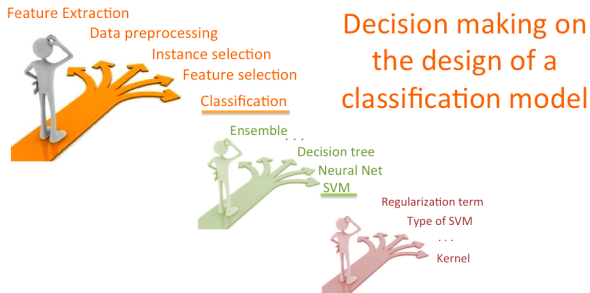 Feature Extraction
Data preprocessing
Instance selection
Feature selection
Classification
Decision making on
the design of a
classification model
Ensemble
. . .
Decision tree
Neural Net
SVM
Regularization term
Type of SVM
. . .
Kernel